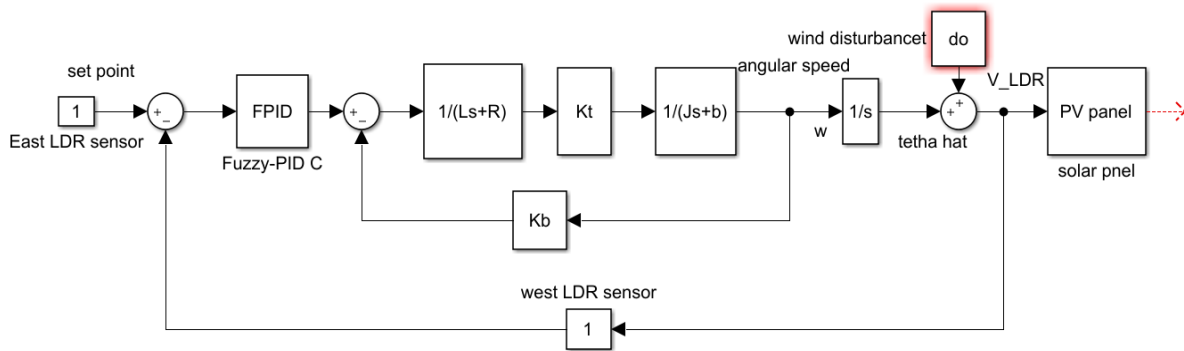 wind disturbancet
do
set point
angular speed
V_LDR
1
+
-
FPID
+
-
1/(Ls+R)
Kt
1/(Js+b)
1/s
+
+
PV panel
East LDR sensor
Fuzzy-PID C
w
tetha hat
solar pnel
Kb
west LDR sensor
1